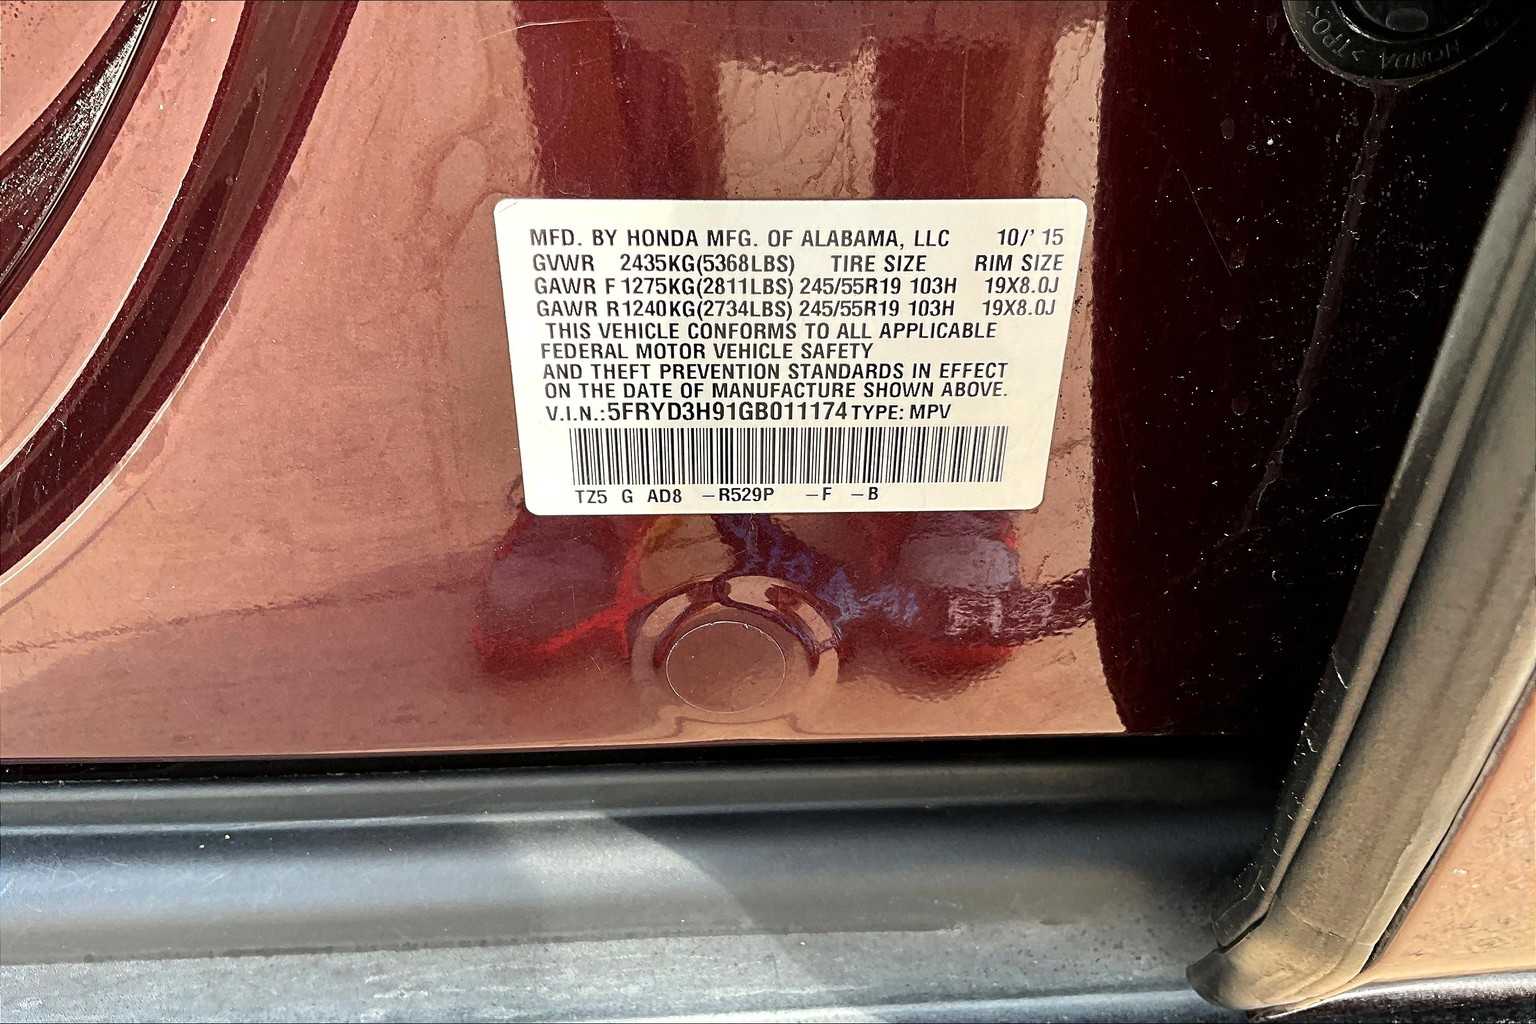 HONDA >TPO<
MFD. BY HONDA MFG. OF ALABAMA, LLC 10/' 15
GVWR 2435KG(5368LBS) TIRE SIZE RIM SIZE
GAWR F 1275KG(2811LBS) 245/55R19 103H 19X8.0J
GAWR R 1240KG(2734LBS) 245/55R19 103H 19X8.0J
THIS VEHICLE CONFORMS TO ALL APPLICABLE
FEDERAL MOTOR VEHICLE SAFETY
AND THEFT PREVENTION STANDARDS IN EFFECT
ON THE DATE OF MANUFACTURE SHOWN ABOVE.
V.I.N.:5FRYD3H91GB011174 TYPE: MPV
TZ5 G AD8 -R529P -F -B